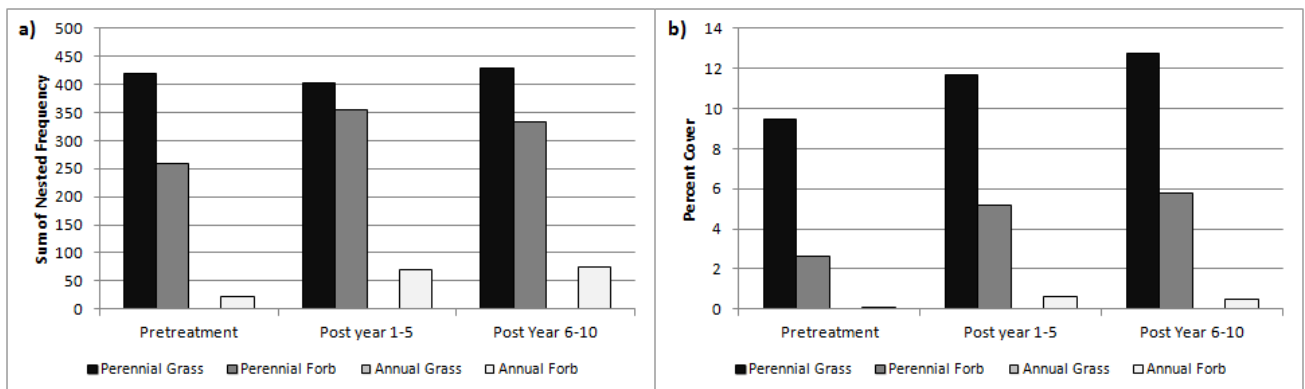 a)
500
450
400
350
300
250
200
150
100
50
0
Sum of Nested Frequency
Pretreatment Post year 1-5 Post Year 6-10
Perennial Grass Perennial Forb Annual Grass Annual Forb
b)
14
12
10
8
6
4
2
0
Percent Cover
Pretreatment Post year 1-5 Post Year 6-10
Perennial Grass Perennial Forb Annual Grass Annual Forb